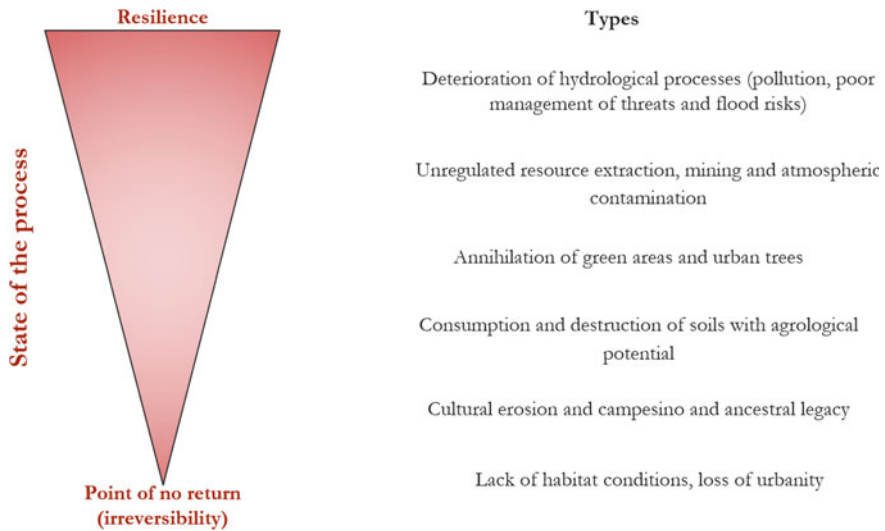 Resilience
Types
Deterioration of hydrological processes (pollution, poor
management of threats and flood risks)
Unregulated resource extraction, mining and atmospheric
contamination
Annihilation of green areas and urban trees
Consumption and destruction of soils with agrological
potential
Cultural erosion and campesino and ancestral legacy
Lack of habitat conditions, loss of urbanity
State of the process
Point of no return
(irreversibility)